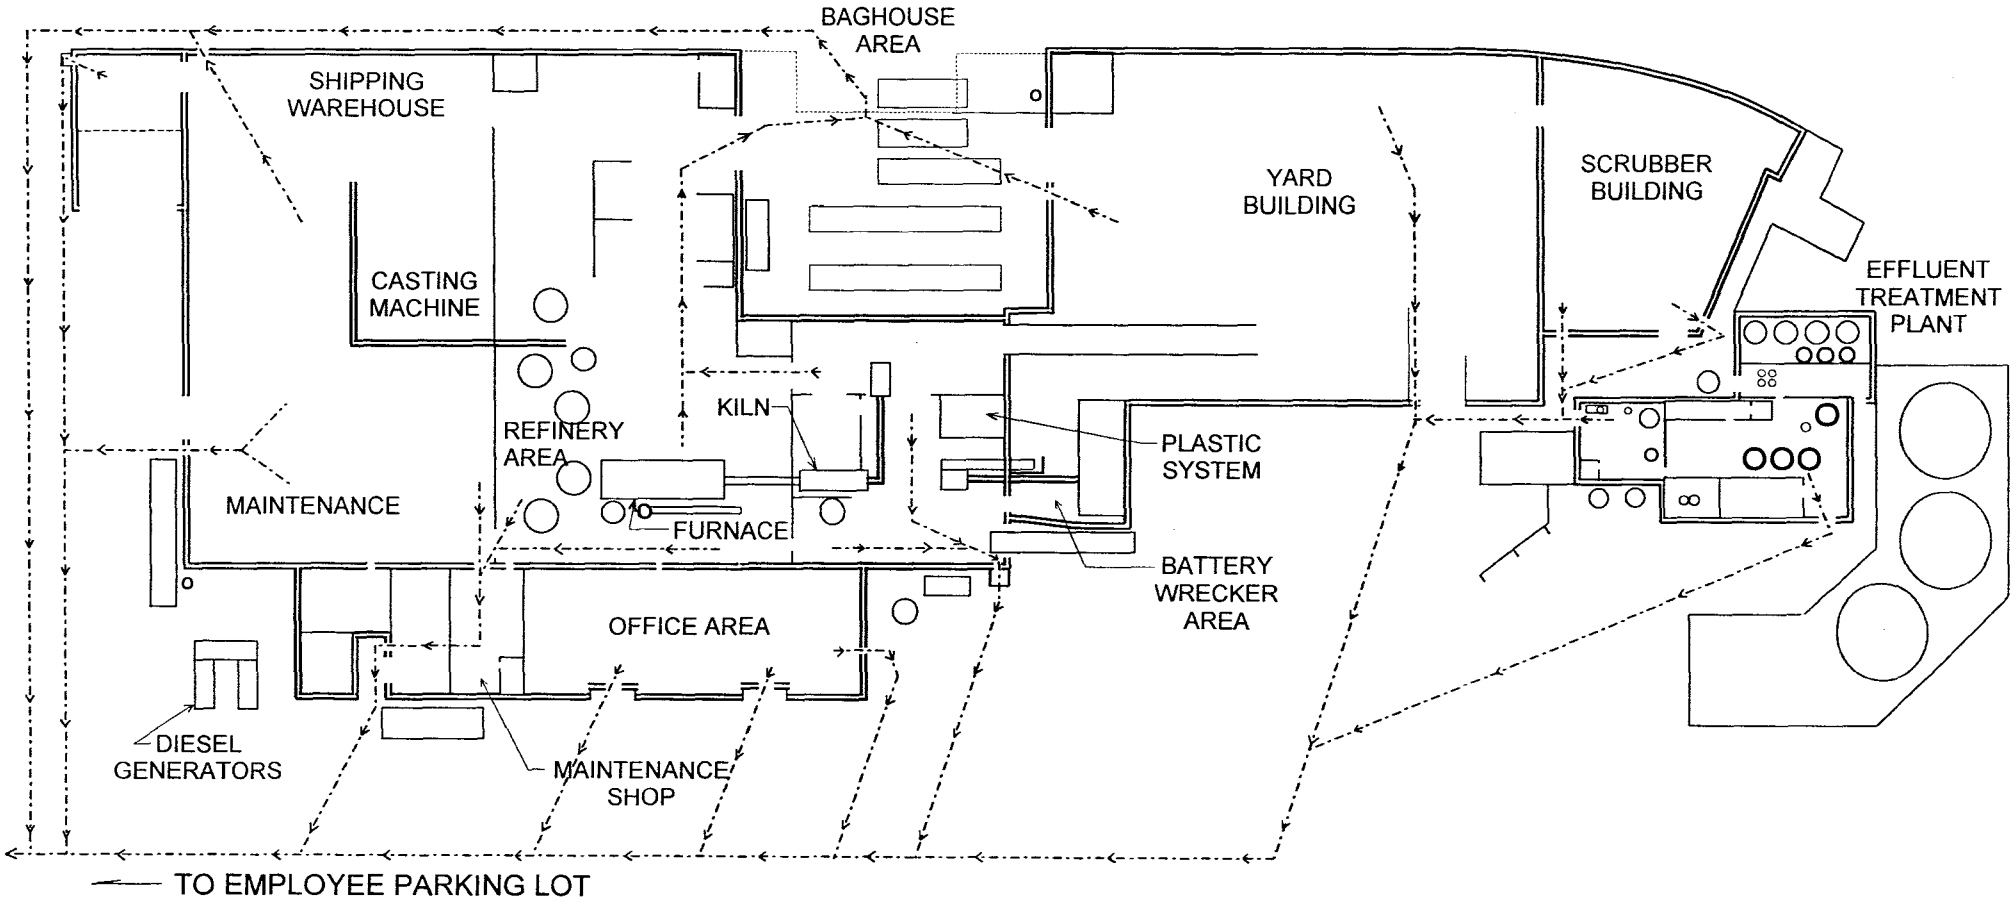 BAGHOUSE
AREA
SHIPPING
WAREHOUSE
YARD
BUILDING
SCRUBBER
BUILDING
CASTING
MACHINE
EFFLUENT
TREATMENT
PLANT
KILN
REFINERY
AREA
PLASTIC
SYSTEM
MAINTENANCE
FURNACE
BATTERY
WRECKER
AREA
OFFICE AREA
DIESEL
GENERATORS
MAINTENANCE
SHOP
TO EMPLOYEE PARKING LOT